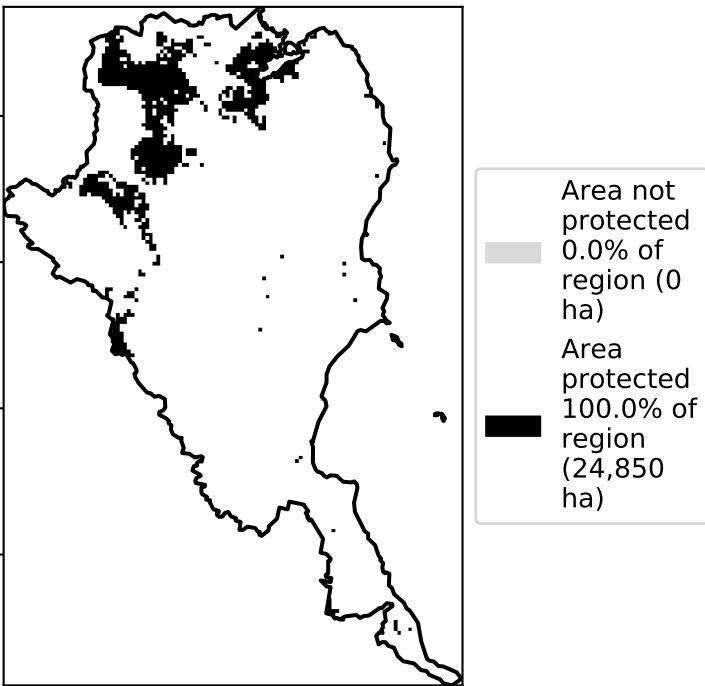 Area not
protected
0.0% of
region (0
ha)
Area
protected
100.0% of
region
(24,850
ha)